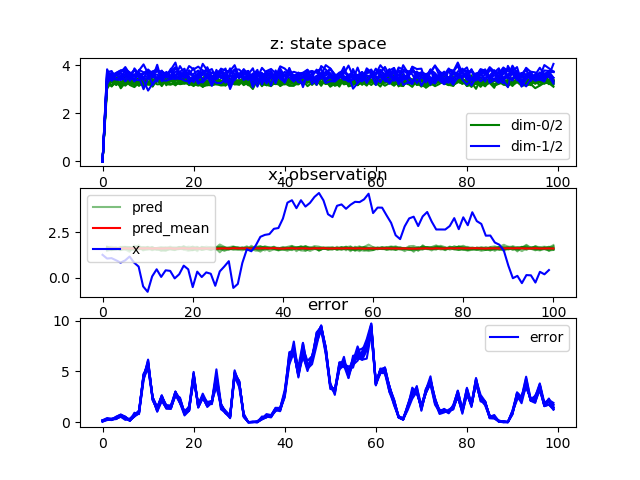 z: state space
4
2
0
dim-0/2
dim-1/2
0 20 40 60 80 100
x: observation
2.5
0.0
pred
pred_mean
x
0 20 40 60 80 100
error
10
5
0
error
0 20 40 60 80 100